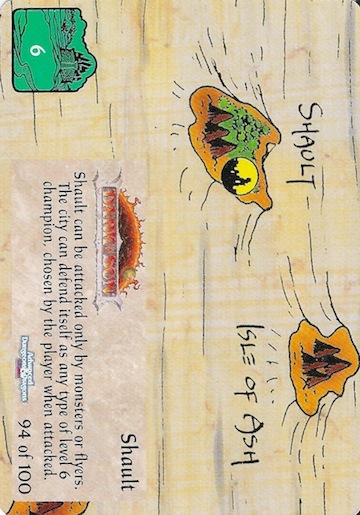 6
SHAULT
ISLE OF ASH
DARK SUN
Shault
Shault can be attacked only by monsters or flyers.
The city can defend itself as any type of level 6
champion, chosen by the player when attacked.
Advanced
Dungeons & Dragons
94 of 100